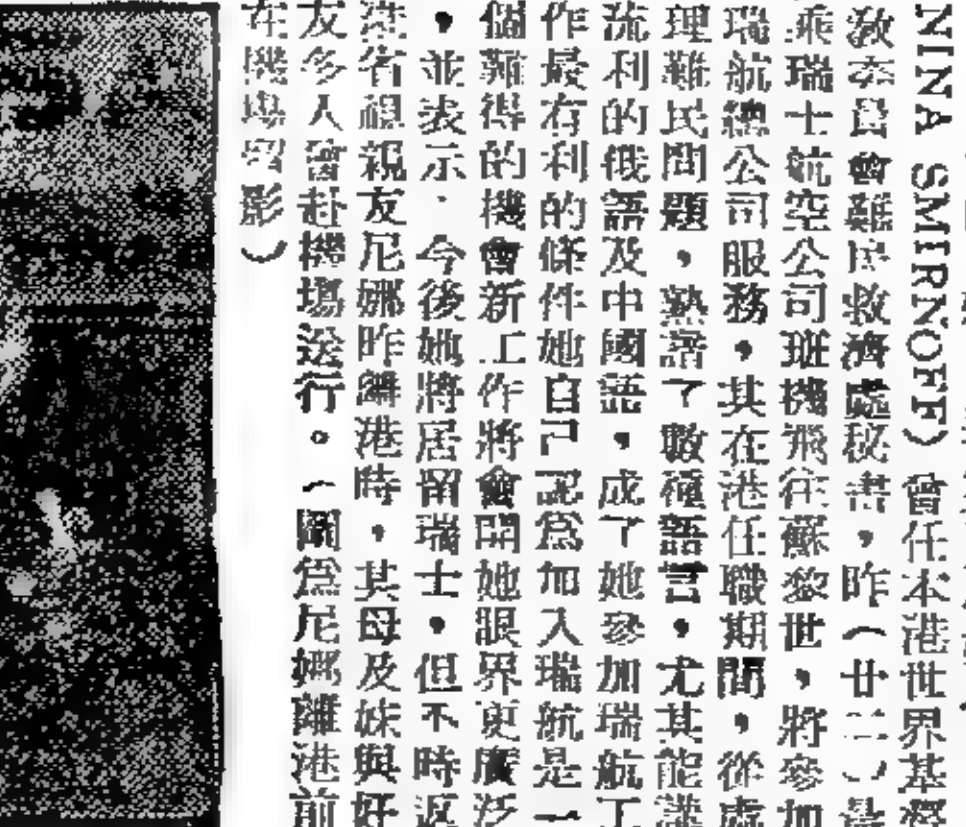 NINA SMIRNOFF）曾任本港世界基督
教委員會難民救濟處秘書，昨（廿二）晨
乘瑞士航空公司班機飛往蘇黎世，將參加
瑞航總公司服務，其在港任職期間，從處
理難民問題，熟諳了數種語言，尤其能講
流利的俄語及中國語，成了她參加瑞航工
作最有利的條件她自己認爲加入瑞航是一
個難得的機會新工作將會開她眼界更廣泛
，並表示，今後她將居留瑞士，但不時返
港省視親友尼娜昨離港時，其母及妹與好
友多人曾赴機場送行。（圖爲尼娜離港前
在機場留影）